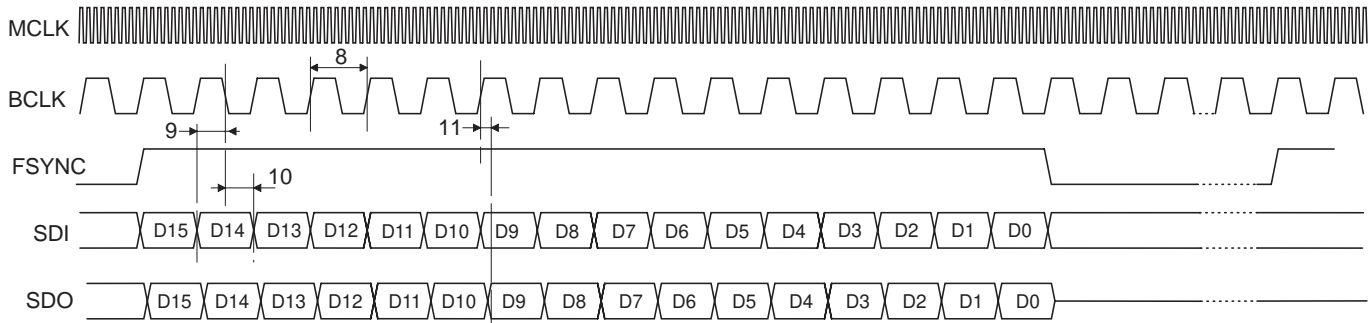 MCLK
8
BCLK
9
11
FSYNC
10
SDI D15 D14 D13 D12 D11 D10 D9 D8 D7 D6 D5 D4 D3 D2 D1 D0
SDO D15 D14 D13 D12 D11 D10 D9 D8 D7 D6 D5 D4 D3 D2 D1 D0